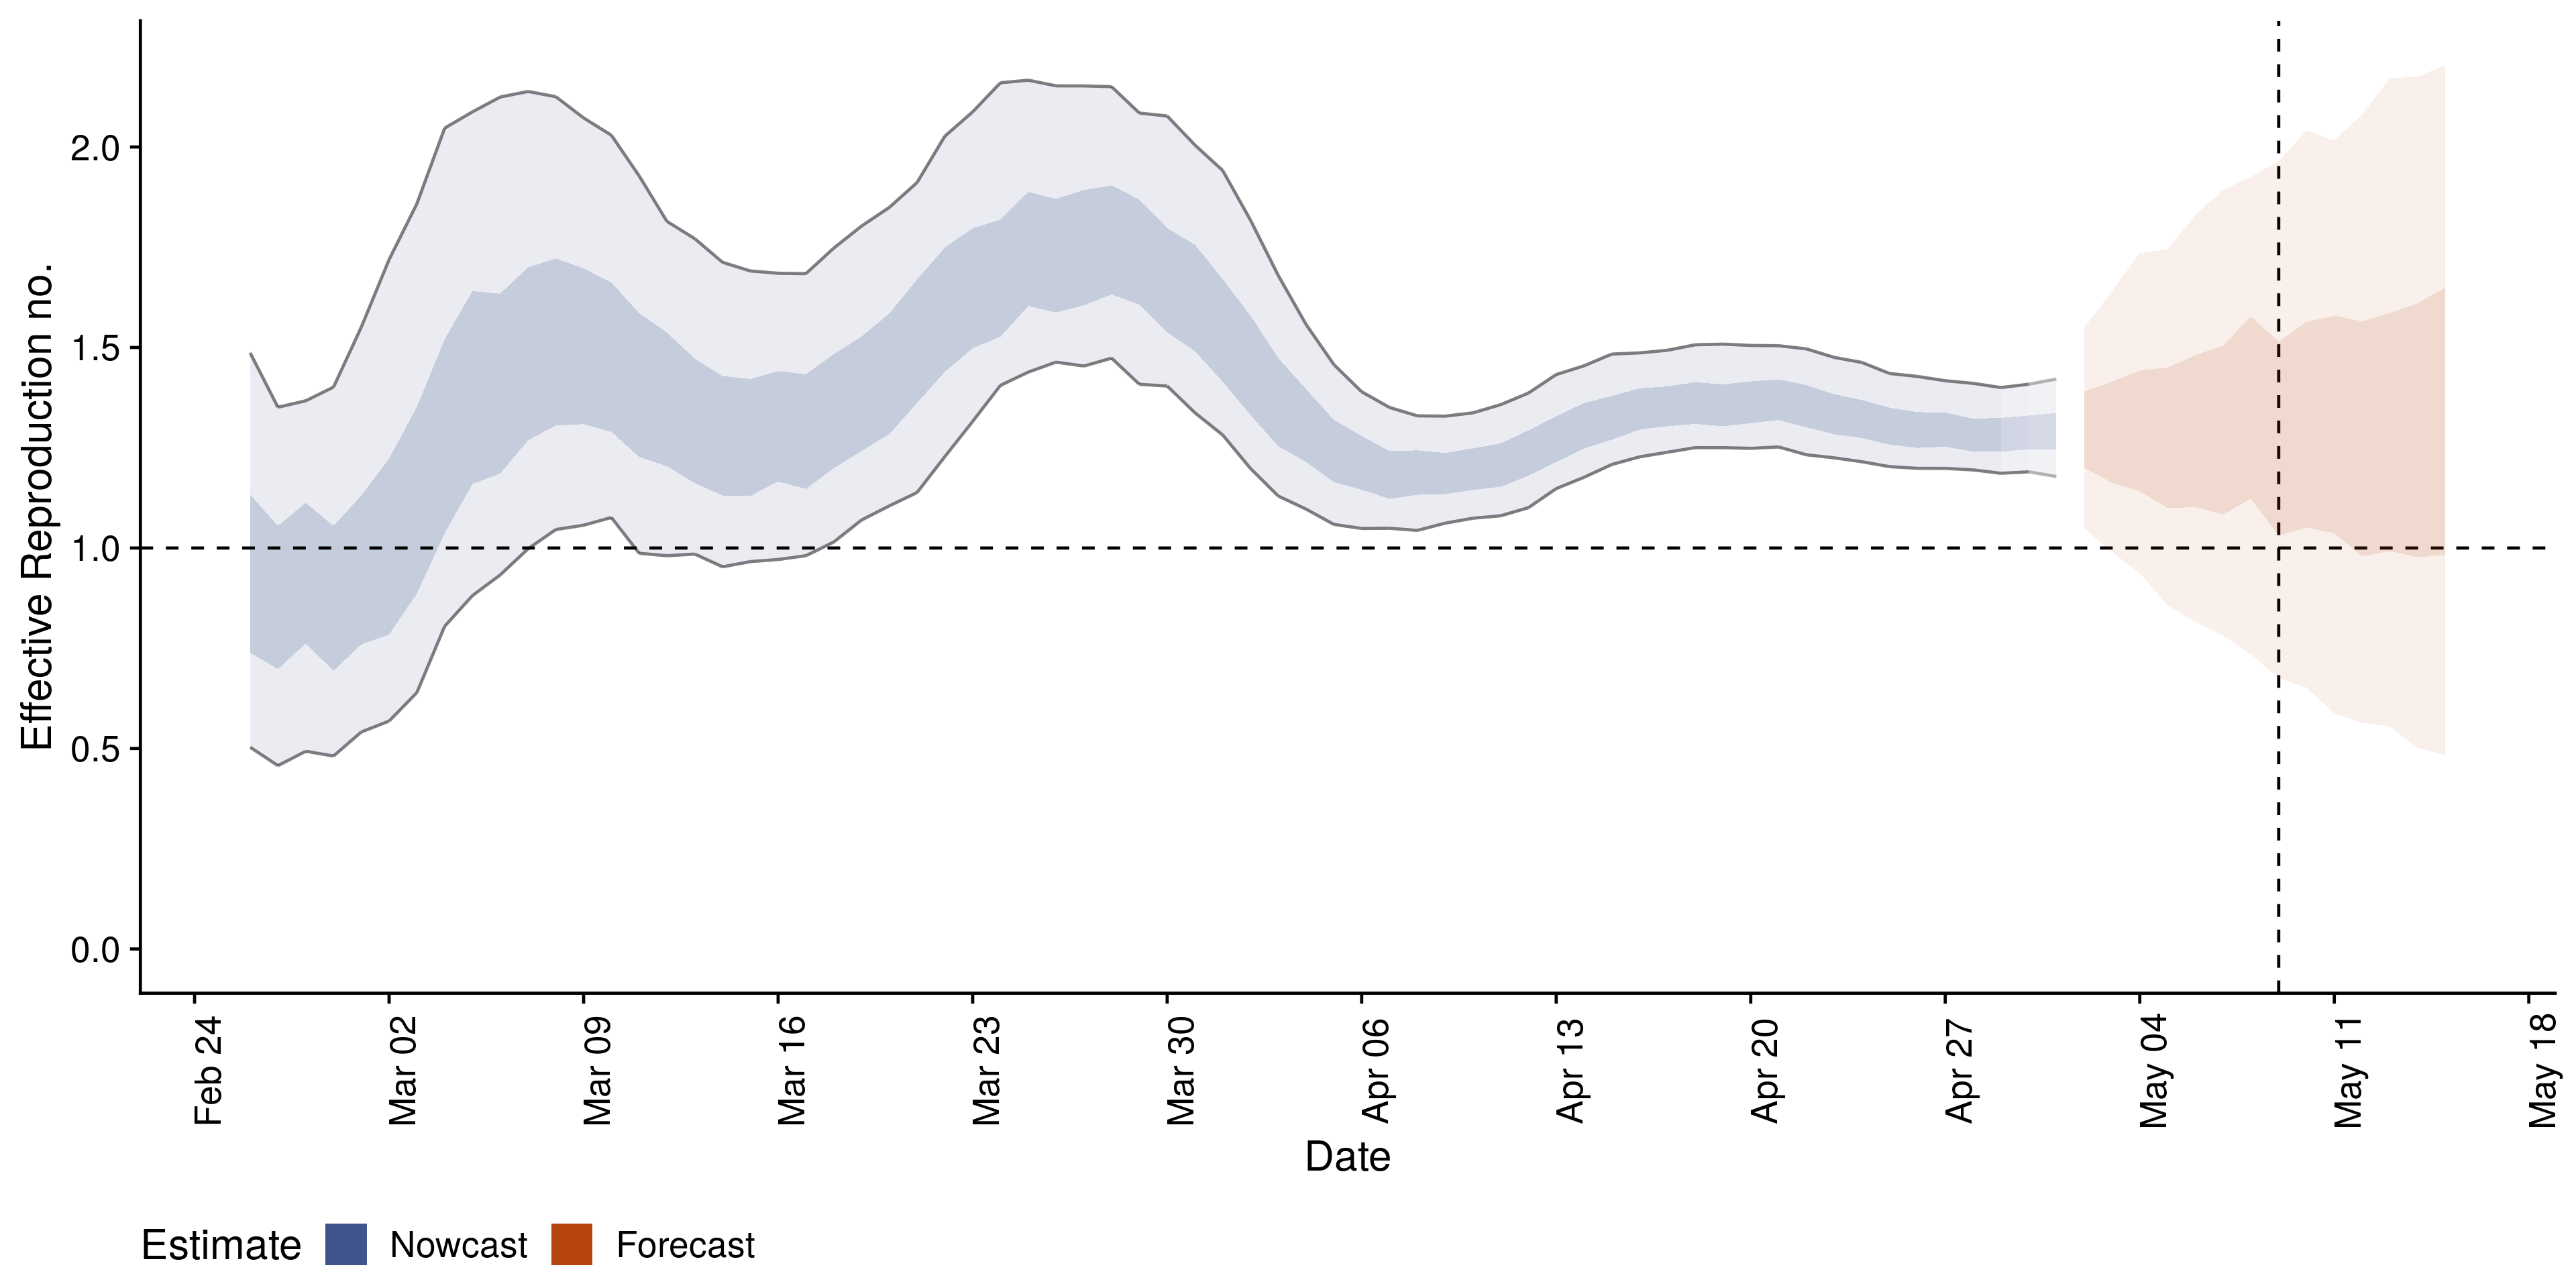 Effective Reproduction no.
2.0
1.5
1.0
0.5
0.0
Feb 24
Mar 02
Mar 09
Mar 16
Mar 23
Mar 30
Apr 06
Apr 13
Apr 20
Apr 27
May 04
May 11
May 18
Date
Estimate Nowcast Forecast